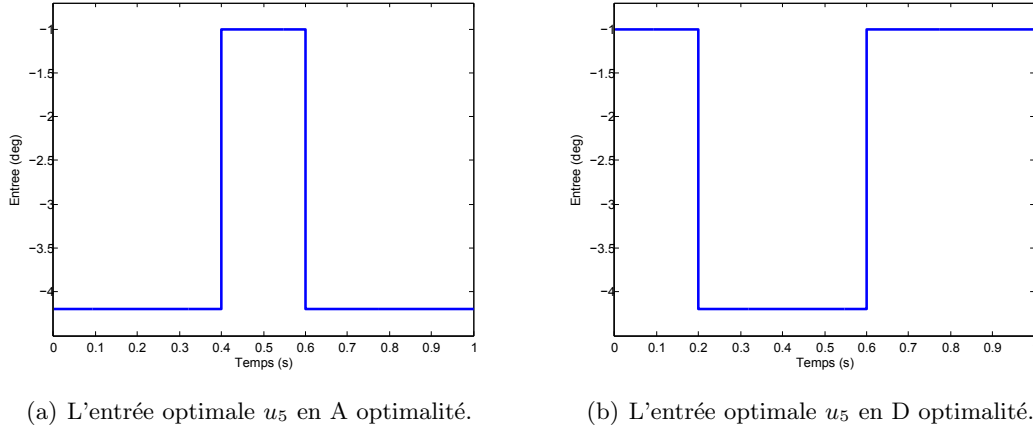 −1
−1.5
−2
−2.5
−3
−3.5
−4
Entree (deg)
0 0.1 0.2 0.3 0.4 0.5 0.6 0.7 0.8 0.9 1
Temps (s)
(a) L'entrée optimale u5 en A optimalité.
−1
−1.5
−2
−2.5
−3
−3.5
−4
Entree (deg)
0 0.1 0.2 0.3 0.4 0.5 0.6 0.7 0.8 0.9
Temps (s)
(b) L'entrée optimale u5 en D optimalité.